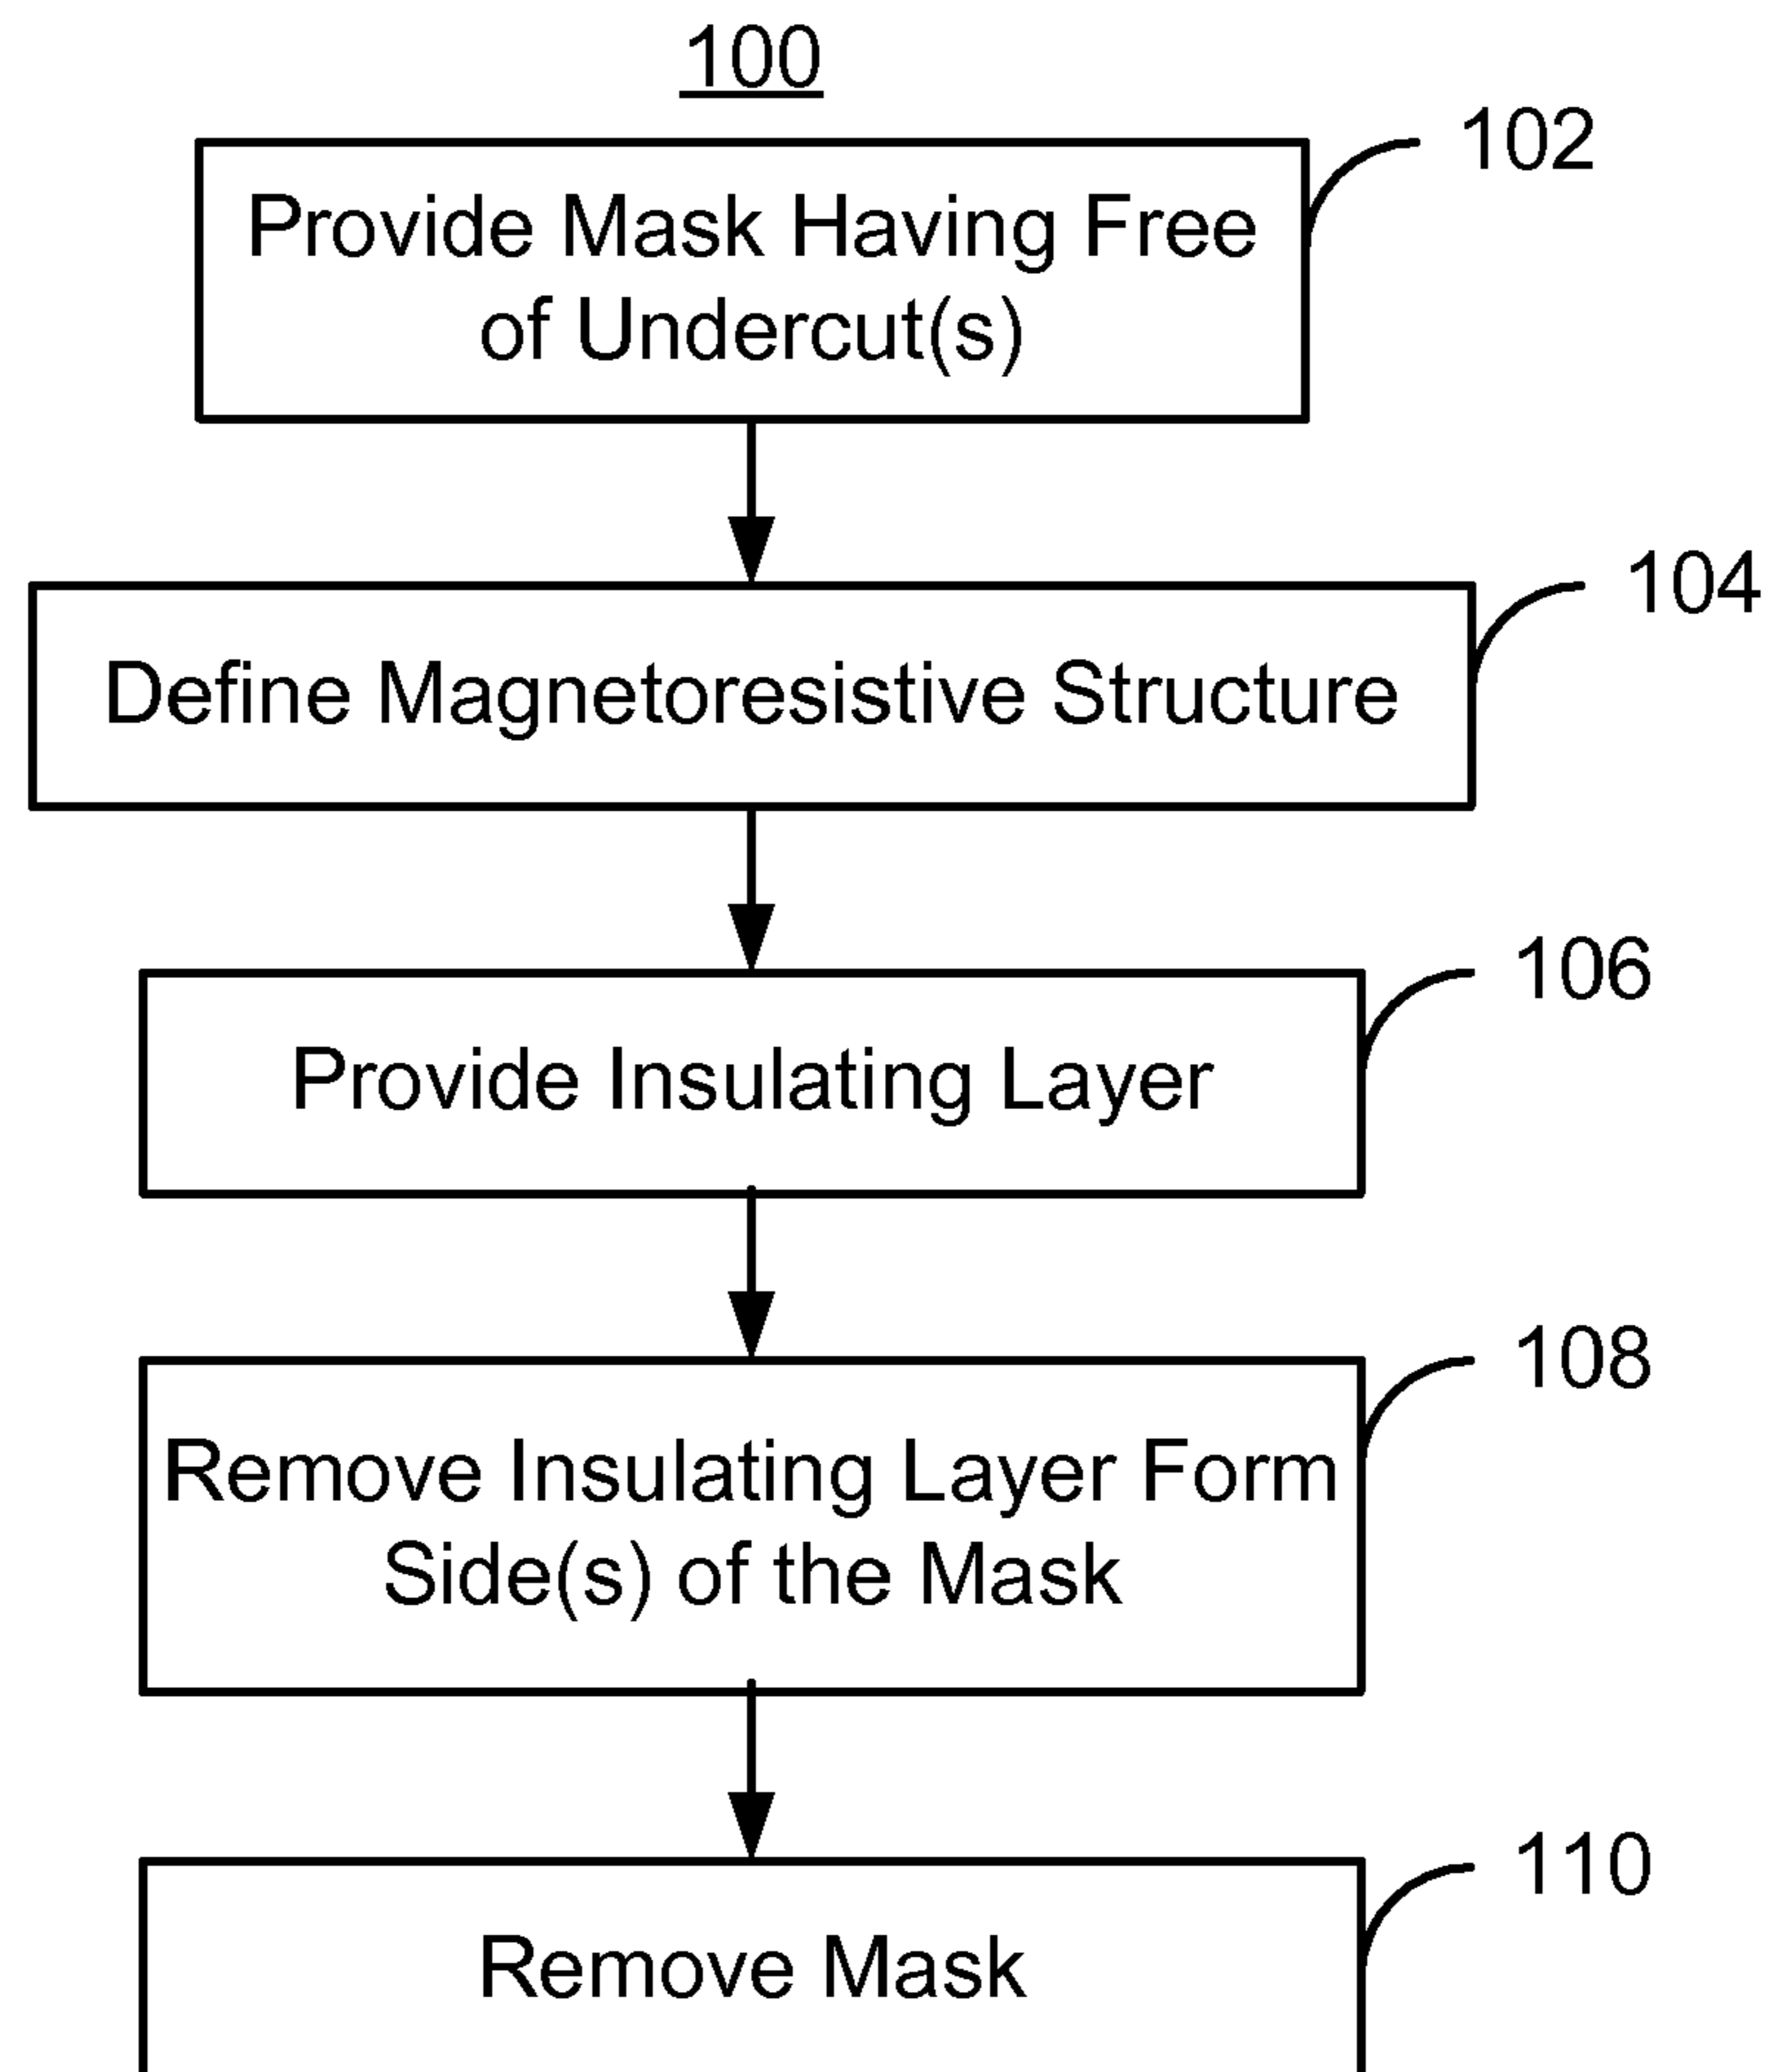 100
102
Provide Mask Having Free
of Undercut(s)
104
Define Magnetoresistive Structure
106
Provide Insulating Layer
108
Remove Insulating Layer Form
Side(s) of the Mask
110
Remove Mask